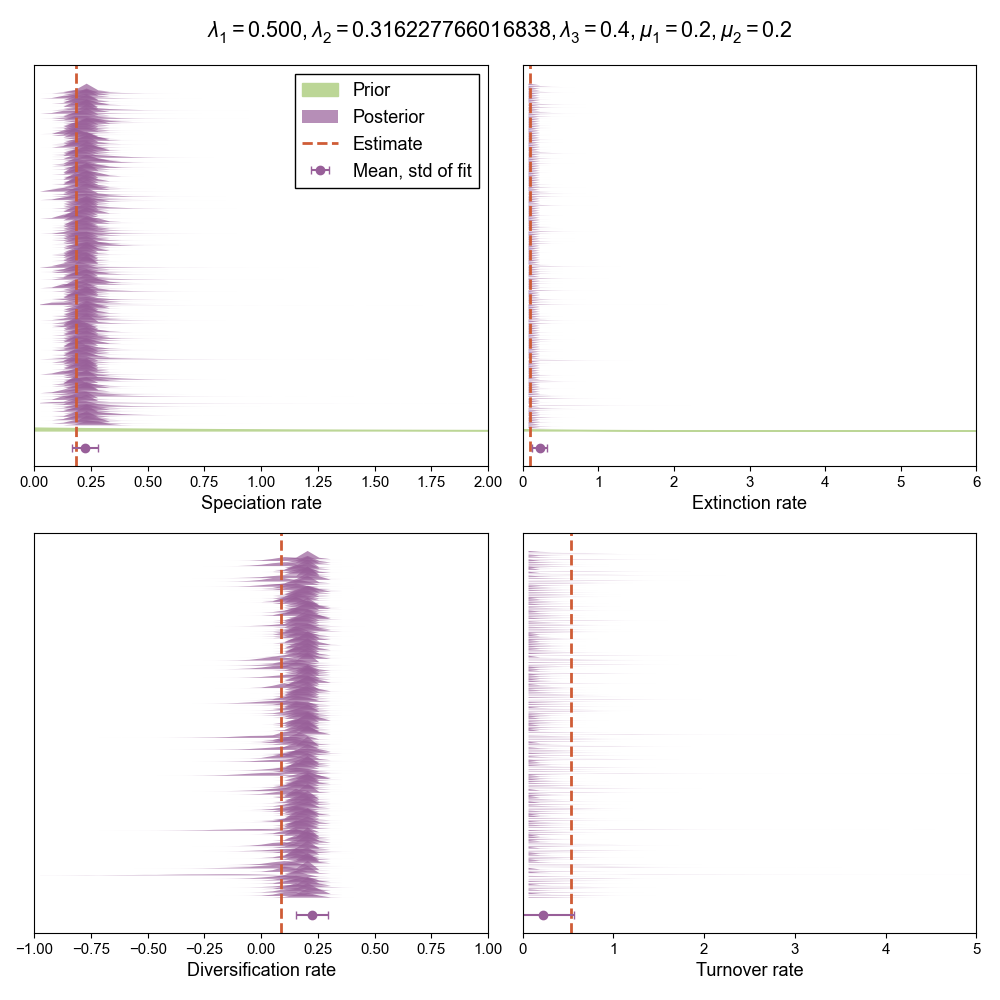 λ₁ = 0.500, λ₂ = 0.316227766016838, λ₃ = 0.4, μ₁ = 0.2, μ₂ = 0.2
Prior
Posterior
Estimate
Mean, std of fit
0.00 0.25 0.50 0.75 1.00 1.25 1.50 1.75 2.00
Speciation rate
0 1 2 3 4 5 6
Extinction rate
−1.00 −0.75 −0.50 −0.25 0.00 0.25 0.50 0.75 1.00
Diversification rate
0 1 2 3 4 5
Turnover rate